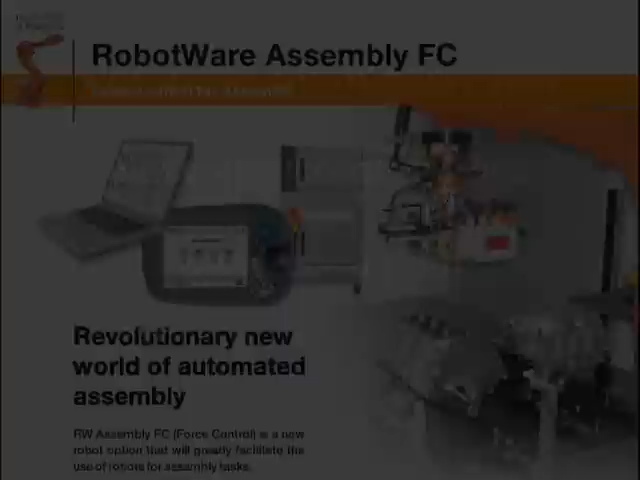 RobotWare Assembly FC
Revolutionary new
world of automated
assembly
RW Assembly FC (Force Control) is a new
robot option that will greatly facilitate the
use of robots for assembly tasks.